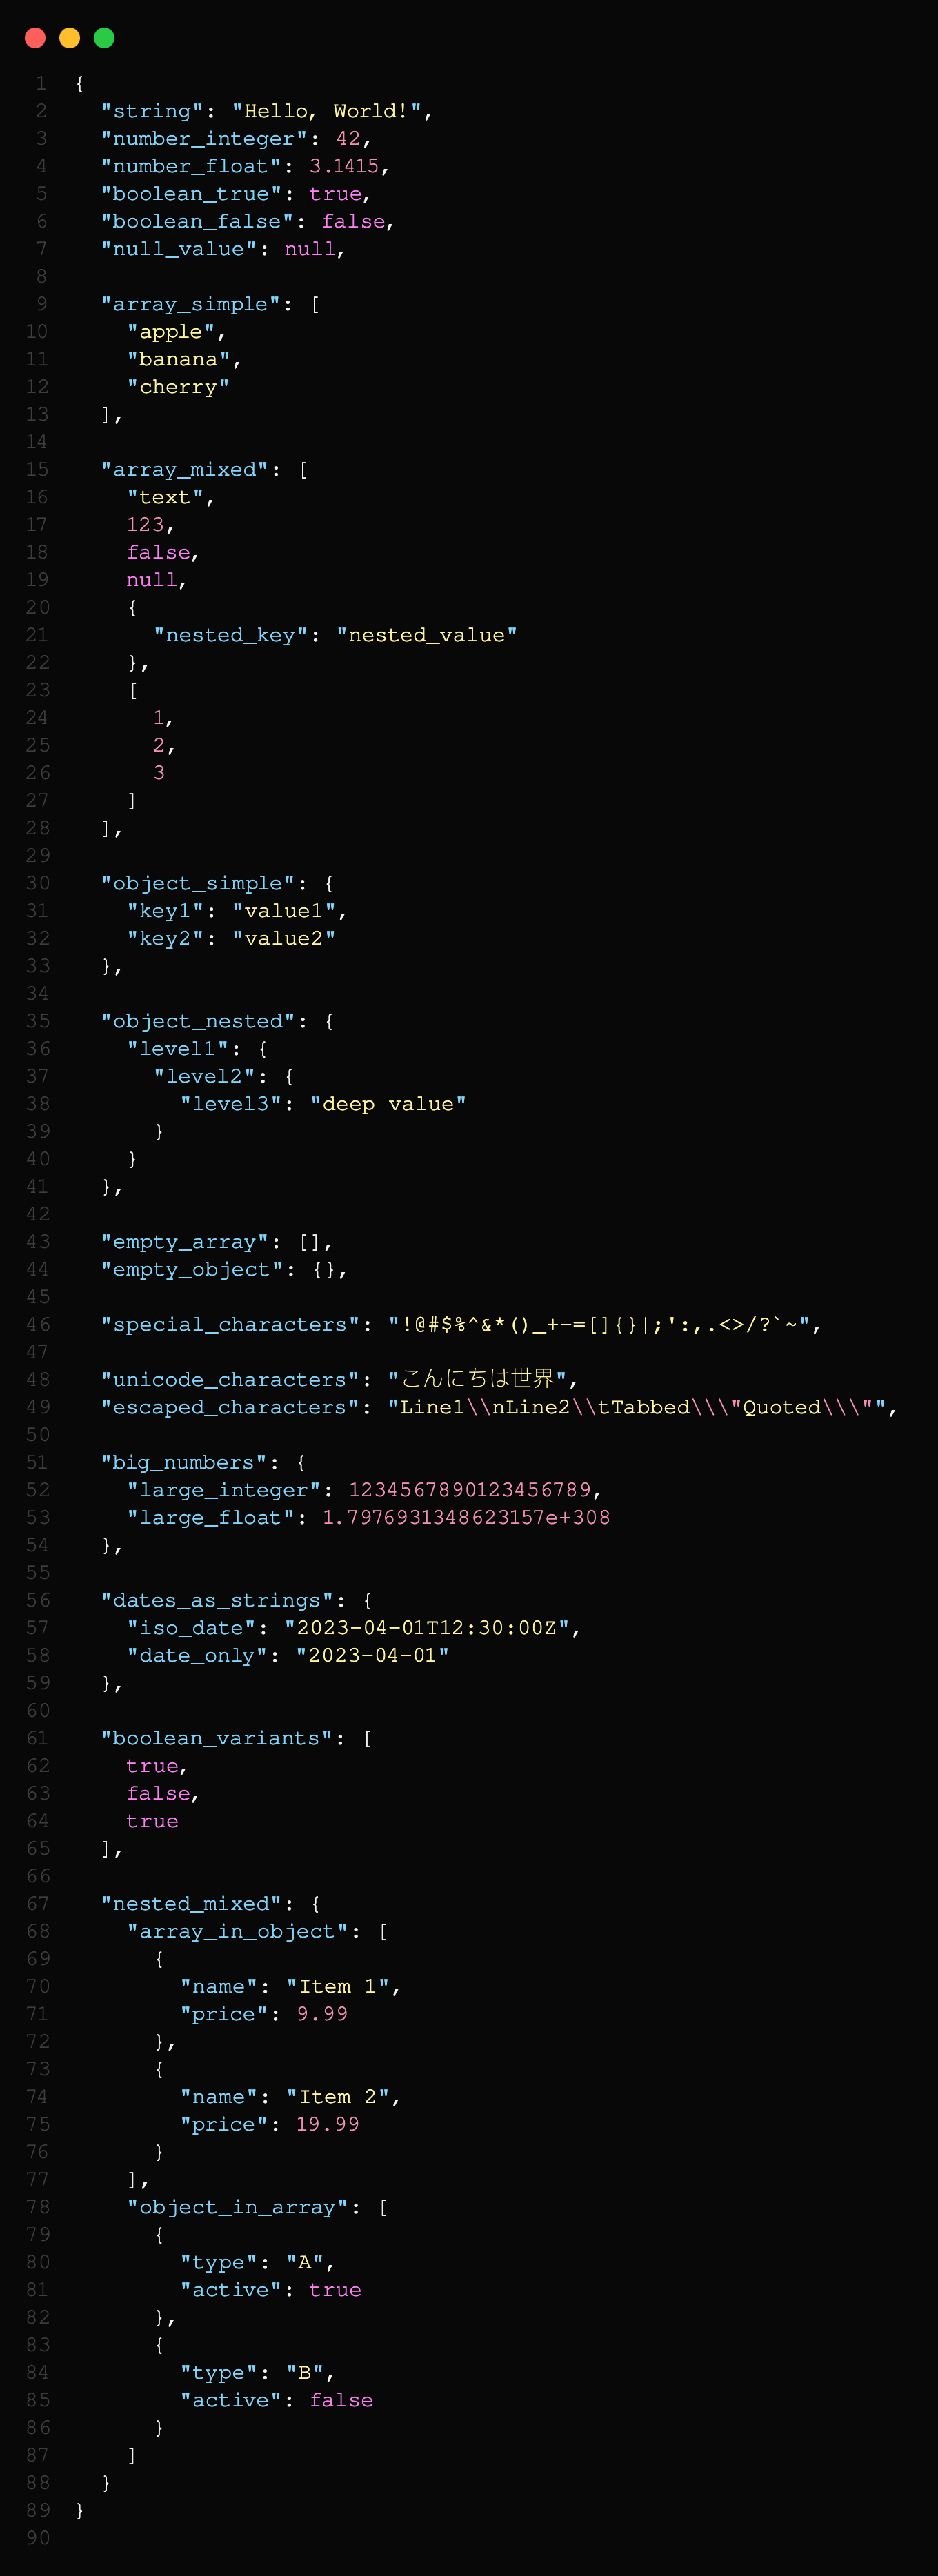 1 {
2   "string": "Hello, World!",
3   "number_integer": 42,
4   "number_float": 3.1415,
5   "boolean_true": true,
6   "boolean_false": false,
7   "null_value": null,
8
9   "array_simple": [
10     "apple",
11     "banana",
12     "cherry"
13   ],
14
15   "array_mixed": [
16     "text",
17     123,
18     false,
19     null,
20     {
21       "nested_key": "nested_value"
22     },
23     [
24       1,
25       2,
26       3
27     ]
28   ],
29
30   "object_simple": {
31     "key1": "value1",
32     "key2": "value2"
33   },
34
35   "object_nested": {
36     "level1": {
37       "level2": {
38         "level3": "deep value"
39       }
40     }
41   },
42
43   "empty_array": [],
44   "empty_object": {},
45
46   "special_characters": "!@#$%^&*()_+-=[]{}|;':,.<>/?`~",
47
48   "unicode_characters": "こんにちは世界",
49   "escaped_characters": "Line1\\nLine2\\tTabbed\\\"Quoted\\\"",
50
51   "big_numbers": {
52     "large_integer": 1234567890123456789,
53     "large_float": 1.7976931348623157e+308
54   },
55
56   "dates_as_strings": {
57     "iso_date": "2023-04-01T12:30:00Z",
58     "date_only": "2023-04-01"
59   },
60
61   "boolean_variants": [
62     true,
63     false,
64     true
65   ],
66
67   "nested_mixed": {
68     "array_in_object": [
69       {
70         "name": "Item 1",
71         "price": 9.99
72       },
73       {
74         "name": "Item 2",
75         "price": 19.99
76       }
77     ],
78     "object_in_array": [
79       {
80         "type": "A",
81         "active": true
82       },
83       {
84         "type": "B",
85         "active": false
86       }
87     ]
88   }
89 }
90